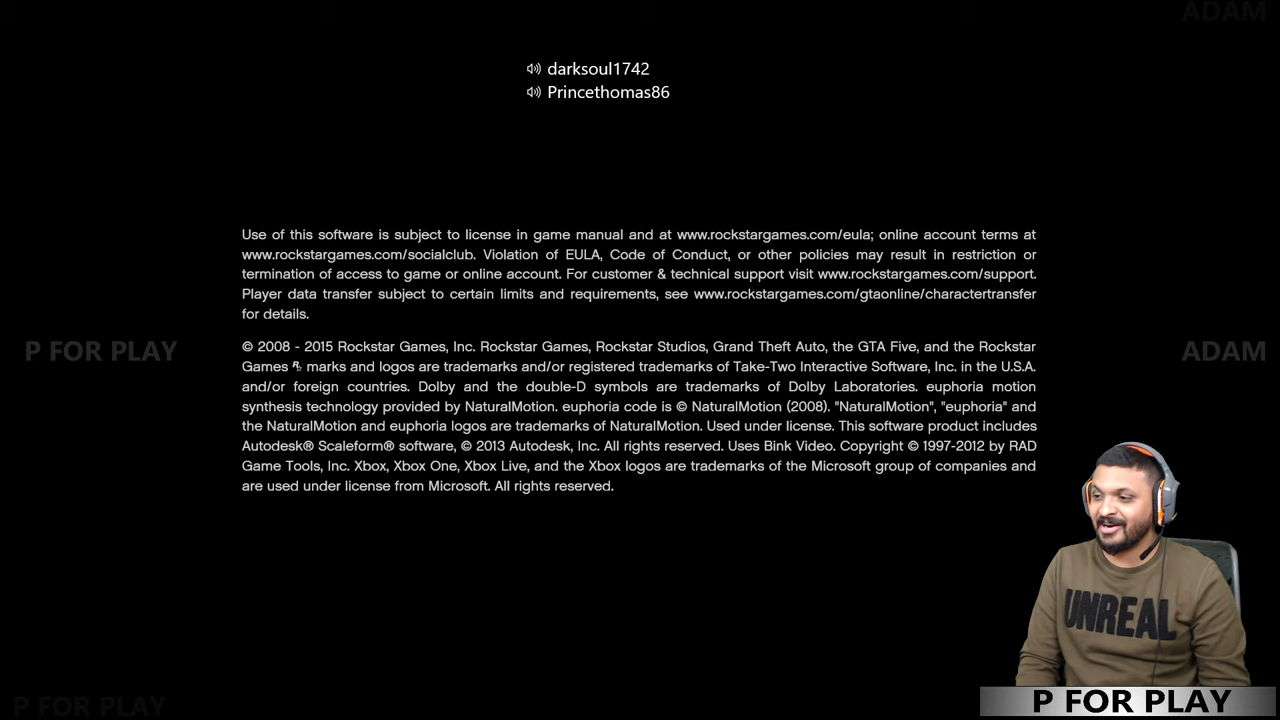 ADAM
darksoul1742
Princethomas86
Use of this software is subject to license in game manual and at www.rockstargames.com/eula; online account terms at
www.rockstargames.com/socialclub. Violation of EULA, Code of Conduct, or other policies may result in restriction or
termination of access to game or online account. For customer & technical support visit www.rockstargames.com/support.
Player data transfer subject to certain limits and requirements, see www.rockstargames.com/gtaonline/charactertransfer
for details.
© 2008 - 2015 Rockstar Games, Inc. Rockstar Games, Rockstar Studios, Grand Theft Auto, the GTA Five, and the Rockstar
Games R* marks and logos are trademarks and/or registered trademarks of Take-Two Interactive Software, Inc. in the U.S.A.
and/or foreign countries. Dolby and the double-D symbols are trademarks of Dolby Laboratories. euphoria motion
synthesis technology provided by NaturalMotion. euphoria code is © NaturalMotion (2008). "NaturalMotion", "euphoria" and
the NaturalMotion and euphoria logos are trademarks of NaturalMotion. Used under license. This software product includes
Autodesk® Scaleform® software, © 2013 Autodesk, Inc. All rights reserved. Uses Bink Video. Copyright © 1997-2012 by RAD
Game Tools, Inc. Xbox, Xbox One, Xbox Live, and the Xbox logos are trademarks of the Microsoft group of companies and
are used under license from Microsoft. All rights reserved.
P FOR PLAY
ADAM
UNREAL
P FOR PLAY
P FOR PLAY